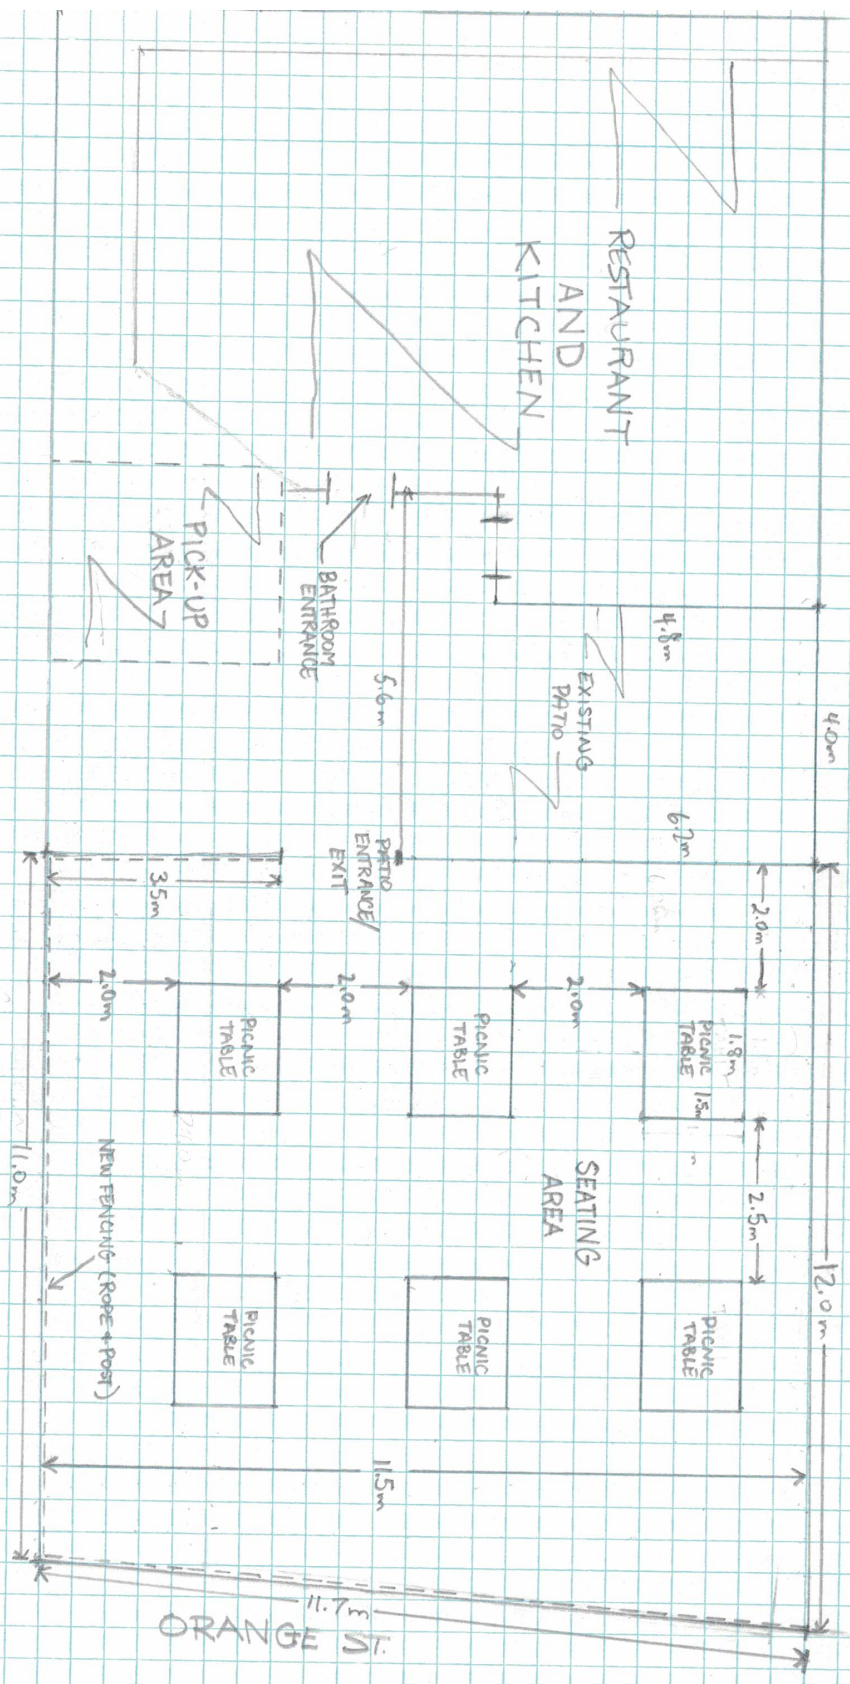 RESTAURANT
AND
KITCHEN
PICK-UP
AREA
BATHROOM
ENTRANCE
5.6m
4.8m
EXISTING
PATIO
4.0m
6.2m
PATIO
ENTRANCE/
EXIT
3.5m
2.0m
2.0m
2.0m
2.0m
1.8m
PICNIC
TABLE
1.5m
PICNIC
TABLE
PICNIC
TABLE
2.5m
SEATING
AREA
12.0m
11.0m
NEW FENCING (ROPE + POST)
PICNIC
TABLE
PICNIC
TABLE
PICNIC
TABLE
11.5m
11.7m
ORANGE ST.